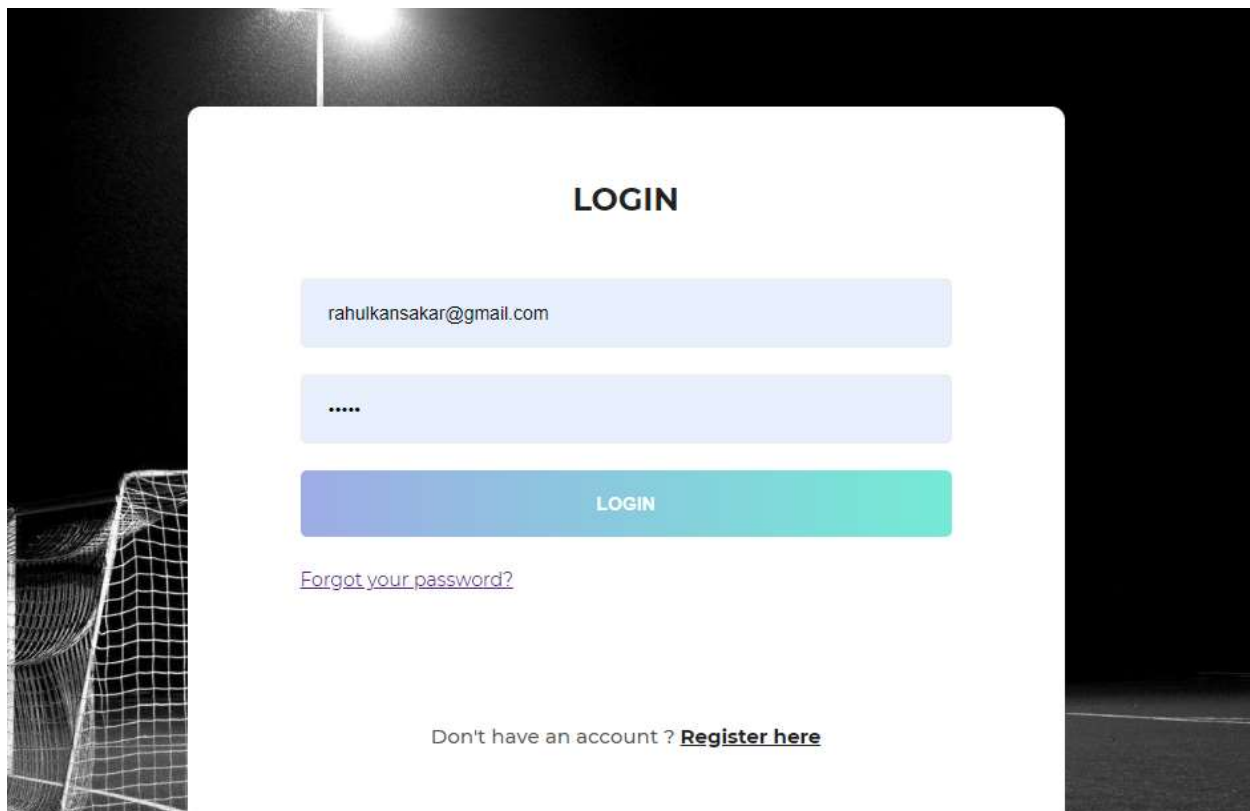 LOGIN
rahulkansakar@gmail.com
•••••
LOGIN
Forgot your password?
Don't have an account ? Register here